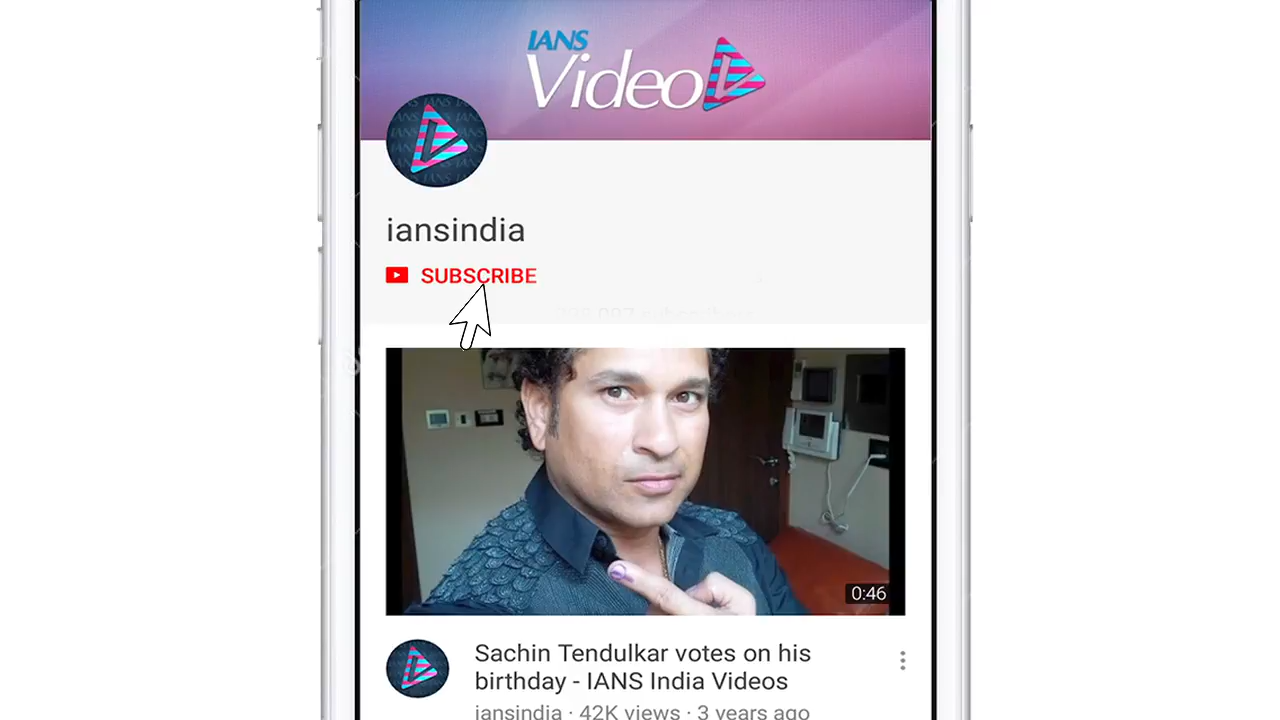 IANS
Video
iansindia
SUBSCRIBE
0:46
Sachin Tendulkar votes on his
birthday - IANS India Videos
iansindia · 42K views · 3 years ago